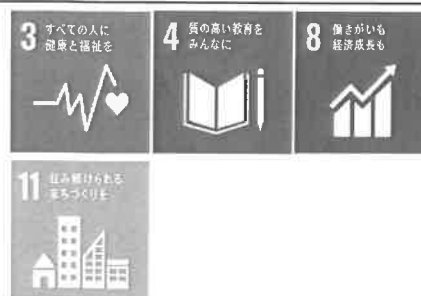 3 すべての人に
健康と福祉を
4 質の高い教育を
みんなに
8 働きがいも
経済成長も
11 住み続けられる
まちづくりを